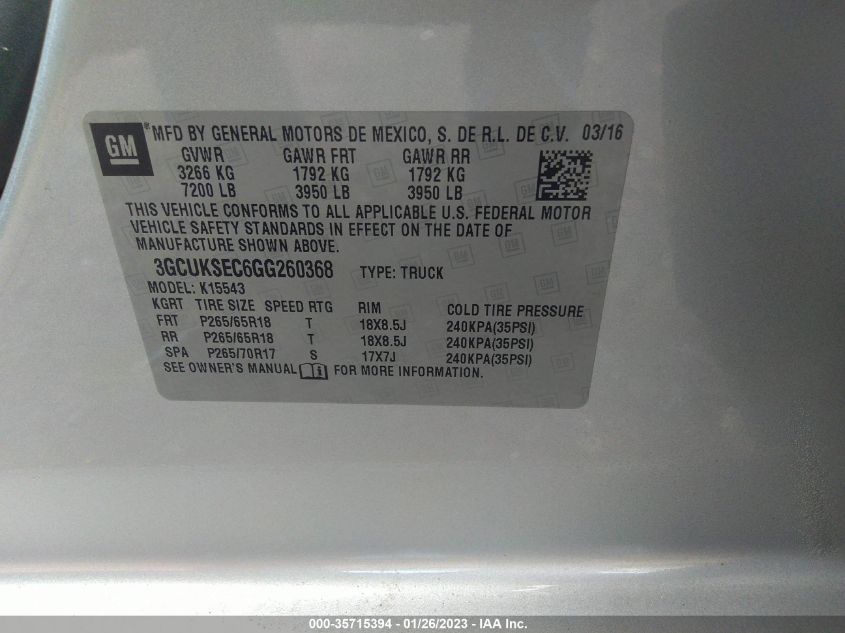 GM® MFD BY GENERAL MOTORS DE MEXICO, S. DE R.L. DE C.V. 03/16
GVWR GAWR FRT GAWR RR
3266 KG 1792 KG 1792 KG
7200 LB 3950 LB 3950 LB
THIS VEHICLE CONFORMS TO ALL APPLICABLE U.S. FEDERAL MOTOR
VEHICLE SAFETY STANDARDS IN EFFECT ON THE DATE OF
MANUFACTURE SHOWN ABOVE.
3GCUKSEC6GG260368 TYPE: TRUCK
MODEL: K15543
KGRT TIRE SIZE SPEED RTG RIM COLD TIRE PRESSURE
FRT P265/65R18 T 18X8.5J 240KPA(35PSI)
RR P265/65R18 T 18X8.5J 240KPA(35PSI)
SPA P265/70R17 S 17X7J 240KPA(35PSI)
SEE OWNER'S MANUAL FOR MORE INFORMATION.
000-35715394 - 01/26/2023 - IAA Inc.